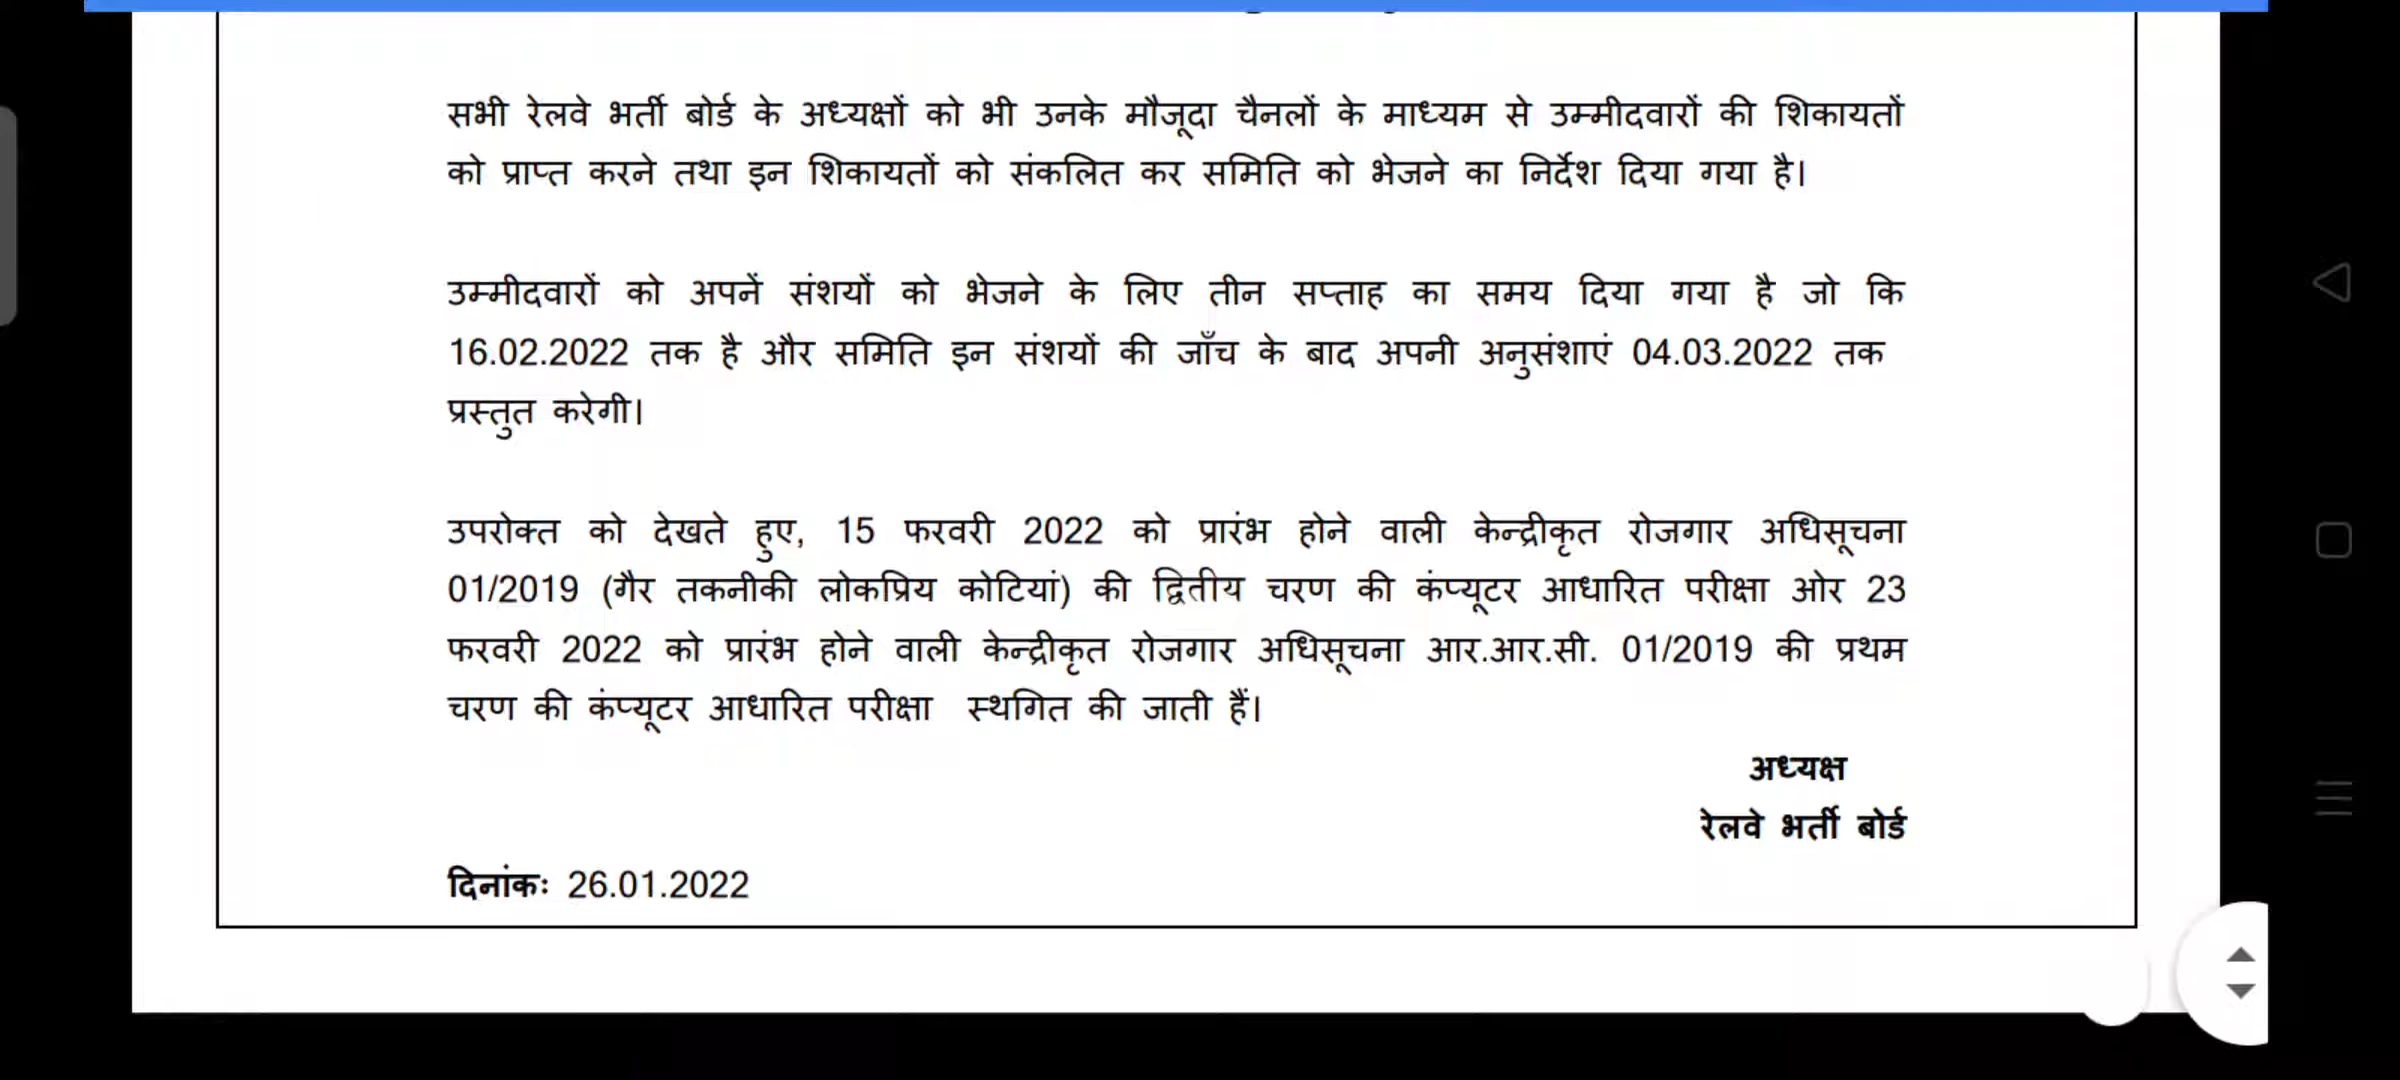 सभी रेलवे भर्ती बोर्ड के अध्यक्षों को भी उनके मौजूदा चैनलों के माध्यम से उम्मीदवारों की शिकायतों
को प्राप्त करने तथा इन शिकायतों को संकलित कर समिति को भेजने का निर्देश दिया गया है।
उम्मीदवारों को अपनें संशयों को भेजने के लिए तीन सप्ताह का समय दिया गया है जो कि
16.02.2022 तक है और समिति इन संशयों की जाँच के बाद अपनी अनुसंशाएं 04.03.2022 तक
प्रस्तुत करेगी।
उपरोक्त को देखते हुए, 15 फरवरी 2022 को प्रारंभ होने वाली केन्द्रीकृत रोजगार अधिसूचना
01/2019 (गैर तकनीकी लोकप्रिय कोटियां) की द्वितीय चरण की कंप्यूटर आधारित परीक्षा ओर 23
फरवरी 2022 को प्रारंभ होने वाली केन्द्रीकृत रोजगार अधिसूचना आर.आर.सी. 01/2019 की प्रथम
चरण की कंप्यूटर आधारित परीक्षा स्थगित की जाती हैं।
अध्यक्ष
रेलवे भर्ती बोर्ड
दिनांकः 26.01.2022